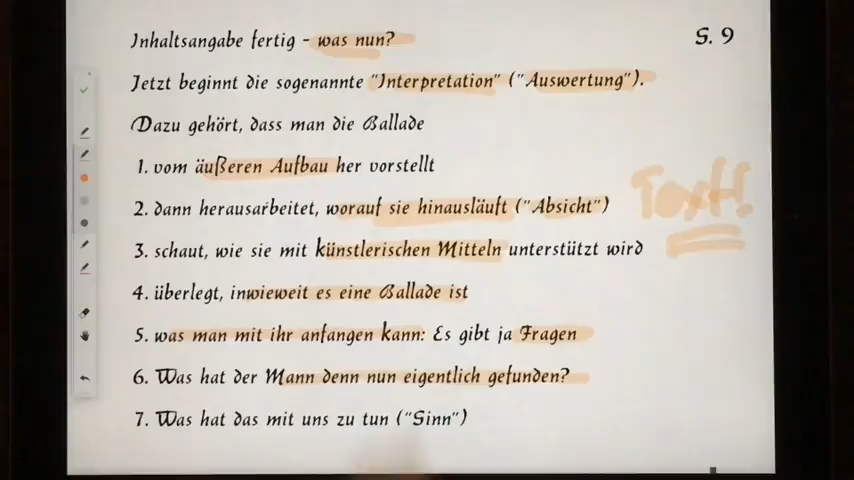 Inhaltsangabe fertig - was nun?
S. 9
Jetzt beginnt die sogenannte "Interpretation" ("Auswertung").
Dazu gehört, dass man die Ballade
1. vom äußeren Aufbau her vorstellt
2. dann herausarbeitet, worauf sie hinausläuft ("Absicht")
Text!
3. schaut, wie sie mit künstlerischen Mitteln unterstützt wird
4. überlegt, inwieweit es eine Ballade ist
5. was man mit ihr anfangen kann: Es gibt ja Fragen
6. Was hat der Mann denn nun eigentlich gefunden?
7. Was hat das mit uns zu tun ("Sinn")